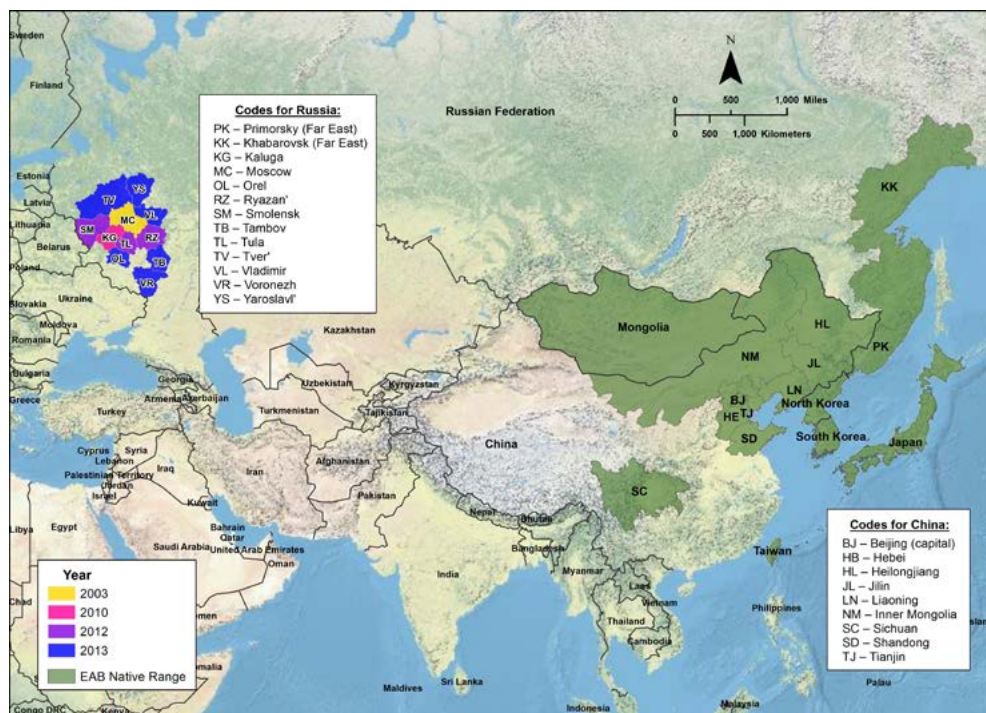 Sweden
Finland
N
0 500 1,000 Miles
0 500 1,000 Kilometers
Russian Federation
Codes for Russia:
PK – Primorsky (Far East)
KK – Khabarovsk (Far East)
KG – Kaluga
MC – Moscow
OL – Orel
RZ – Ryazan'
SM – Smolensk
TB – Tambov
TL – Tula
TV – Tver'
VL – Vladimir
VR – Voronezh
YS – Yaroslavl'
Estonia
Latvia
Lithuania
Belarus
Poland
Ukraine
Slovakia
Moldova
Romania
Bulgaria
Greece
TV
YS
VL
MC
SM
KG
TL
RZ
OL
TB
VR
KK
Mongolia
HL
NM
JL
PK
LN
BJ
TJ
HE
SD
North Korea
South Korea
Japan
Kazakhstan
Georgia
Armenia
Azerbaijan
Uzbekistan
Kyrgyzstan
Turkmenistan
Tajikistan
Turkey
China
Cyprus
Syria
Lebanon
Palestinian Territory
Jordan
Israel
Iraq
Iran
Afghanistan
Kuwait
Pakistan
SC
Nepal
Bhutan
Libya
Egypt
Bahrain
Qatar
Saudi Arabia
United Arab Emirates
Oman
Bangladesh
India
Myanmar
Taiwan
Laos
Vietnam
Thailand
Cambodia
Philippines
Chad
Sri Lanka
Maldives
Malaysia
Indonesia
Palau
Congo DRC
Kenya
Codes for China:
BJ – Beijing (capital)
HB – Hebei
HL – Heilongjiang
JL – Jilin
LN – Liaoning
NM – Inner Mongolia
SC – Sichuan
SD – Shandong
TJ – Tianjin
Year
2003
2010
2012
2013
EAB Native Range